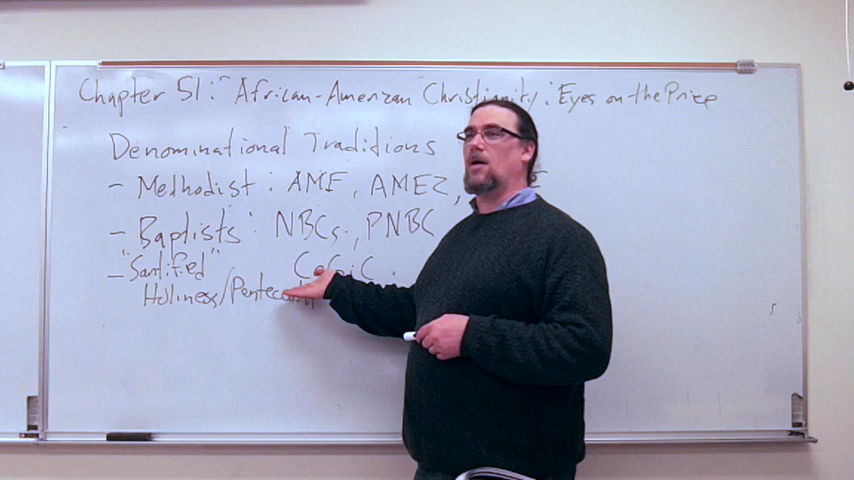 Chapter 51: "African-American Christianity: Eyes on the Prize
Denominational Traditions
- Methodist: AME, AMEZ,
- Baptists: NBCs, PNBC
- "Santified" CoGiC
Holiness/Pentecostal